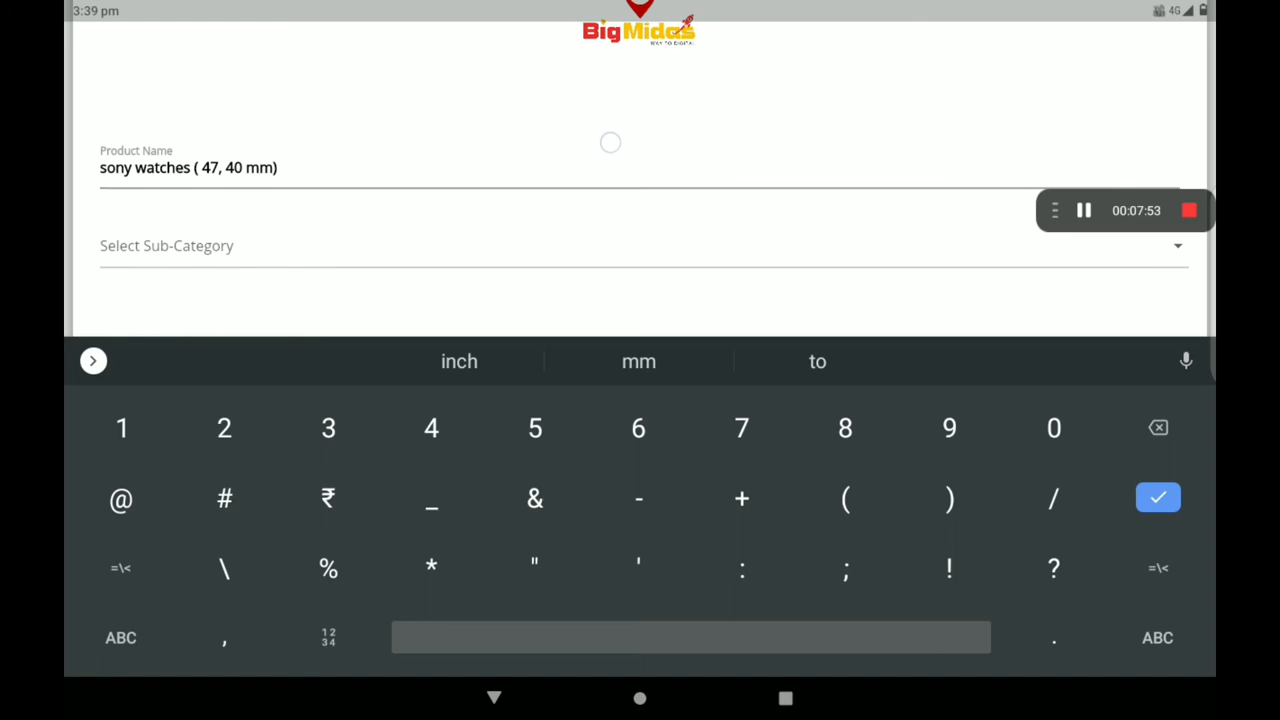 3:39 pm
4G
BigMidas
WAY TO DIGITAL
Product Name
sony watches ( 47, 40 mm)
00:07:53
Select Sub-Category
inch mm to
1 2 3 4 5 6 7 8 9 0
@ # ₹ _ & - + ( ) /
=\< \ % * " ' : ; ! ? =\<
ABC , 12 34 . ABC